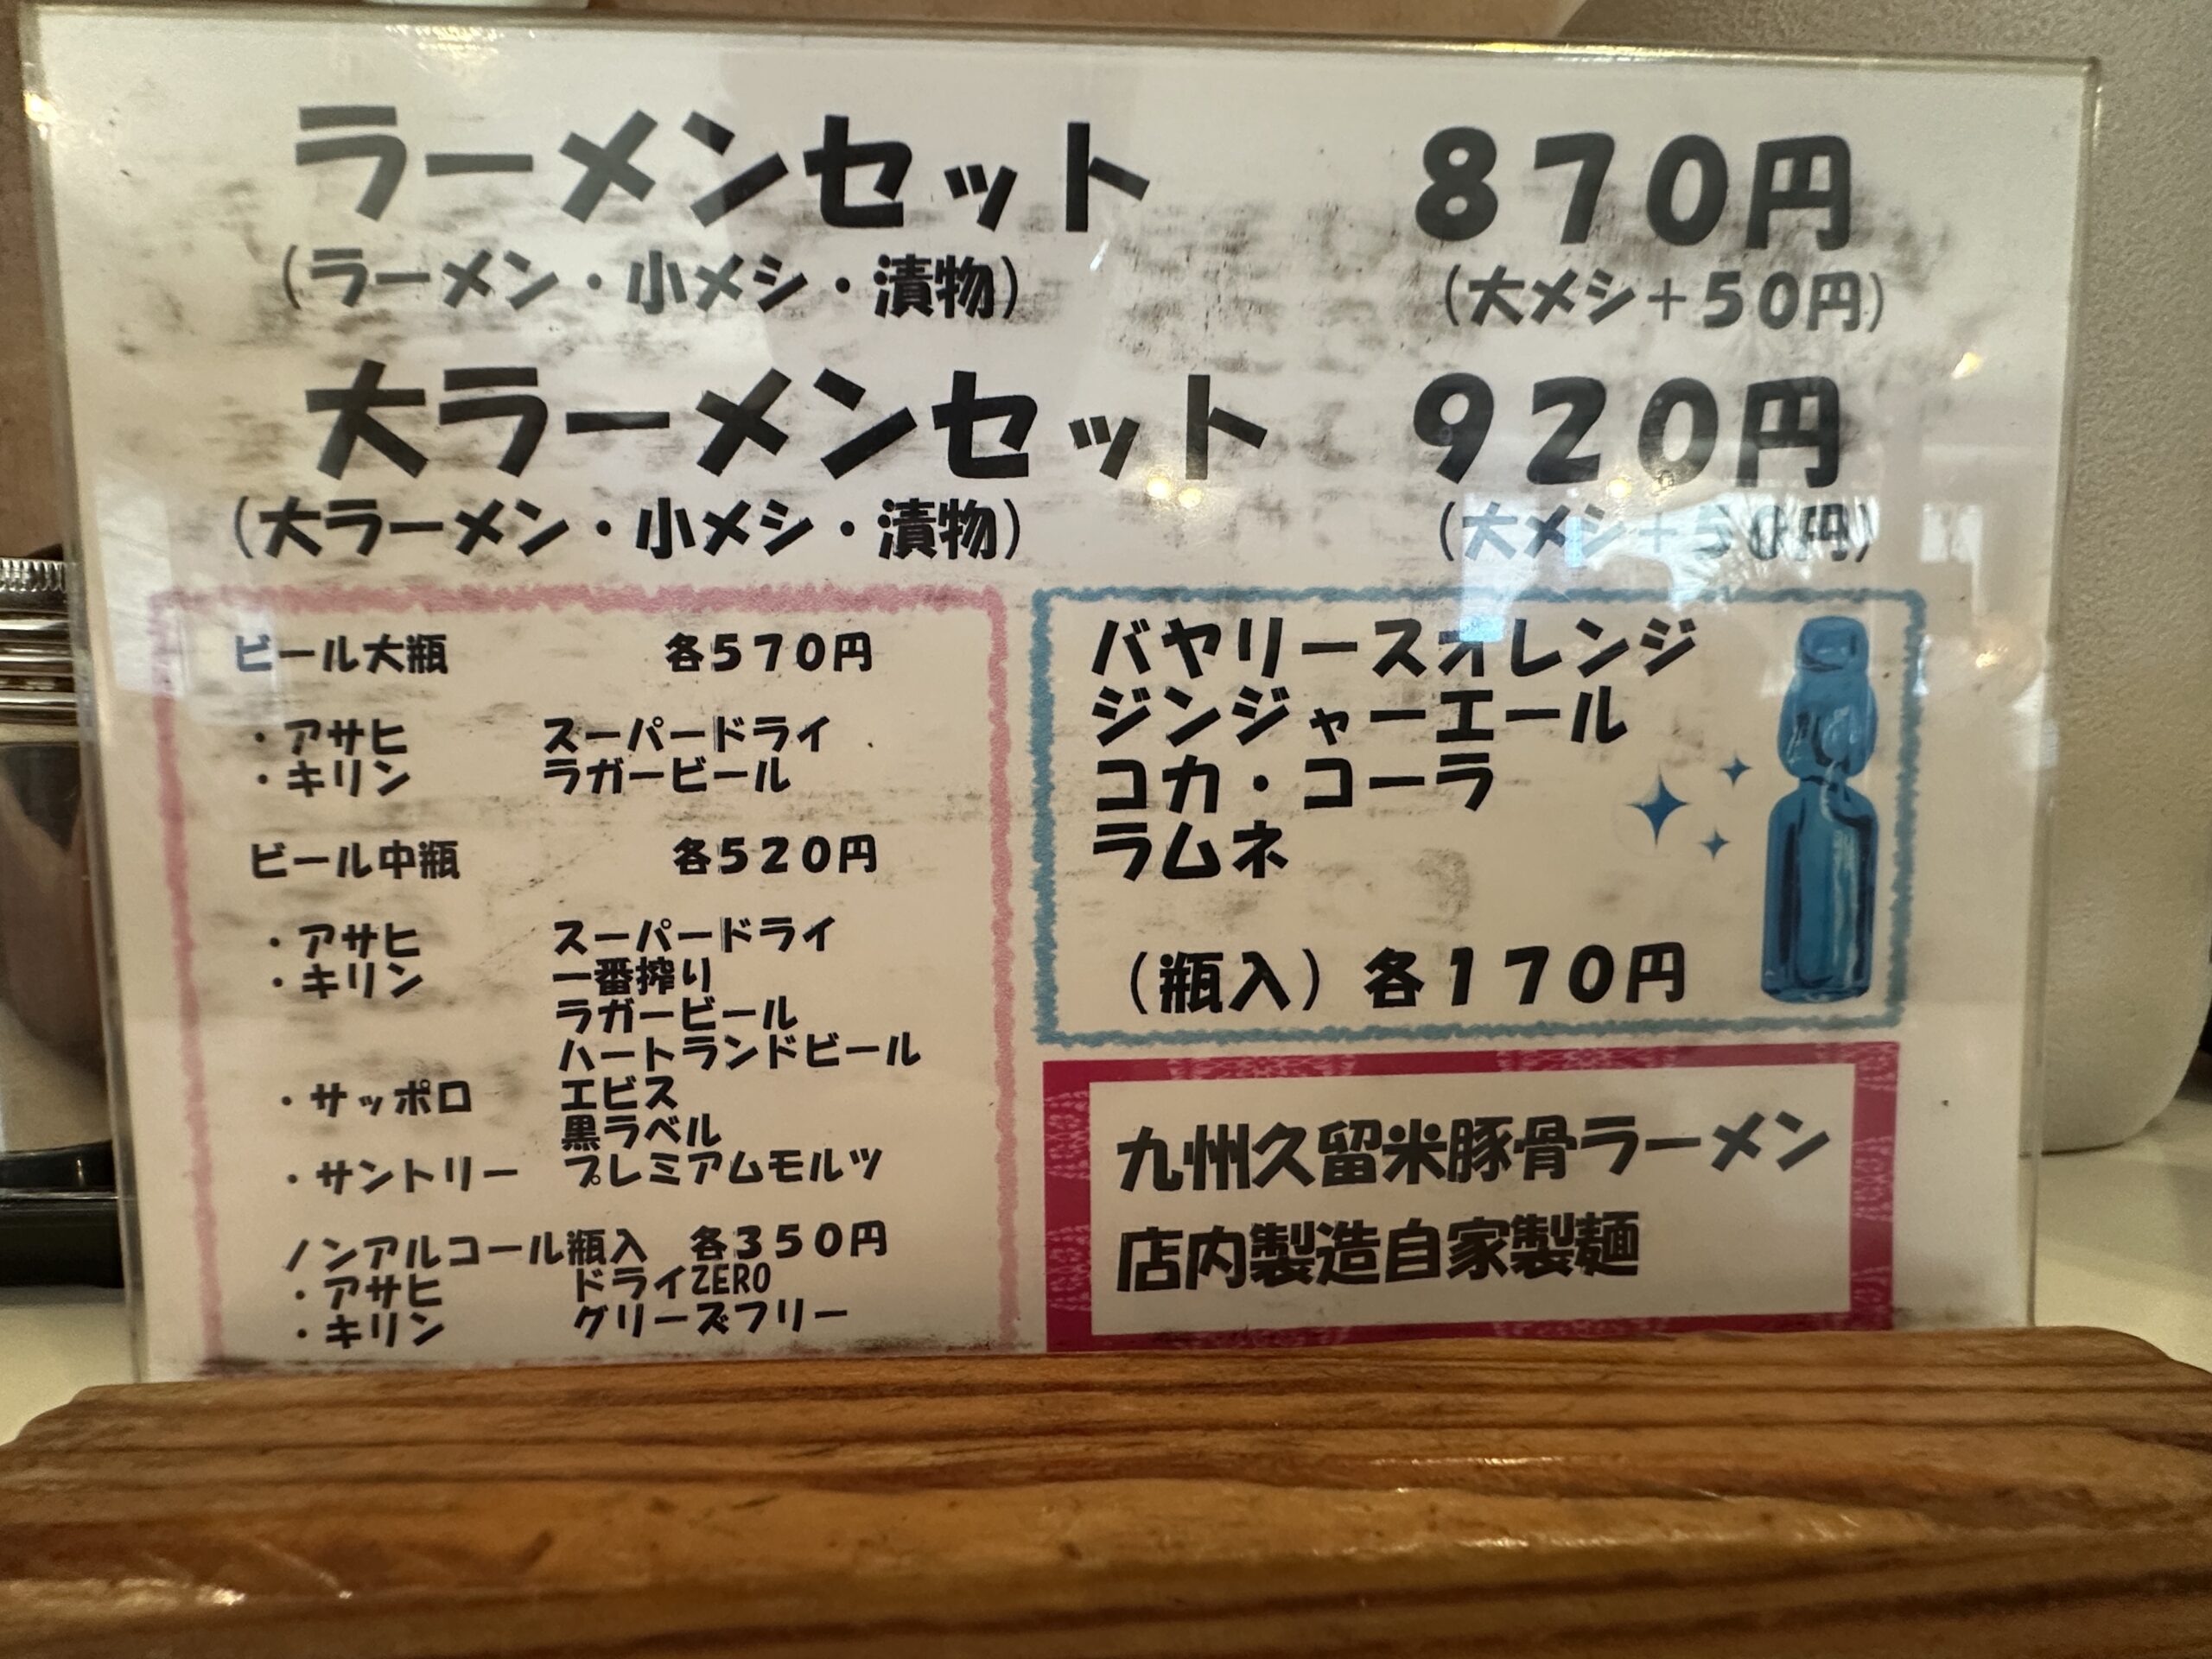 ラーメンセット 870円
(ラーメン・小メシ・漬物) (大メシ+50円)
大ラーメンセット 920円
(大ラーメン・小メシ・漬物) (大メシ+50円)
ビール大瓶 各570円
・アサヒ スーパードライ
・キリン ラガービール
ビール中瓶 各520円
・アサヒ スーパードライ
・キリン 一番搾り
ラガービール
ハートランドビール
・サッポロ エビス
黒ラベル
・サントリー プレミアムモルツ
ノンアルコール瓶入 各350円
・アサヒ ドライZERO
・キリン グリーズフリー
バヤリースオレンジ
ジンジャーエール
コカ・コーラ
ラムネ
(瓶入)各170円
九州久留米豚骨ラーメン
店内製造自家製麺